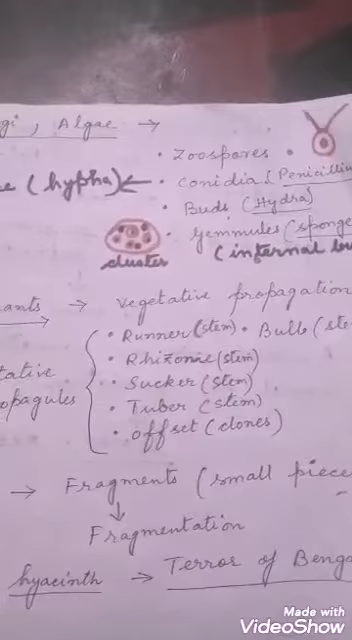 gi, Algae →
• Zoospores •
(hypha) ← • Conidia (Penicilliu
• Buds (Hydra)
• Gemmules (sponge
cluster (internal bu
ants → Vegetative propagation
• Runner (stem) • Bulb (ste
tative • Rhizome (stem)
opagules • Sucker (stem)
• Tuber (stem)
• offset (clones)
→ Fragments (small piece
↓
Fragmentation
hyacinth → Terror of Benga
Made with
VideoShow